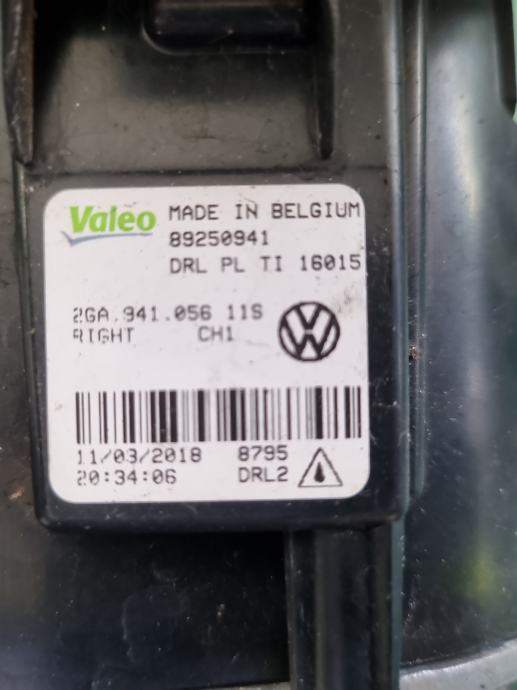 Valeo MADE IN BELGIUM
89250941
DRL PL TI 16015
2GA.941.056 11S
RIGHT CH1
11/03/2018 8795
20:34:06 DRL2